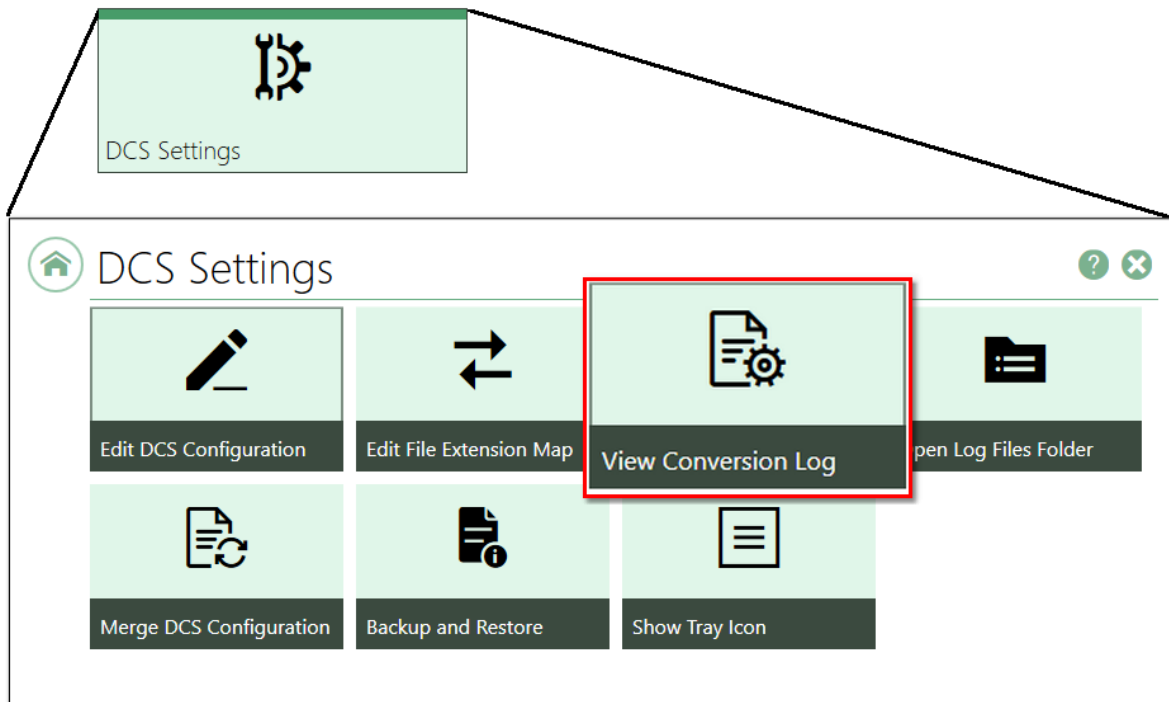 DCS Settings
DCS Settings
Edit DCS Configuration
Edit File Extension Map
View Conversion Log
pen Log Files Folder
Merge DCS Configuration
Backup and Restore
Show Tray Icon